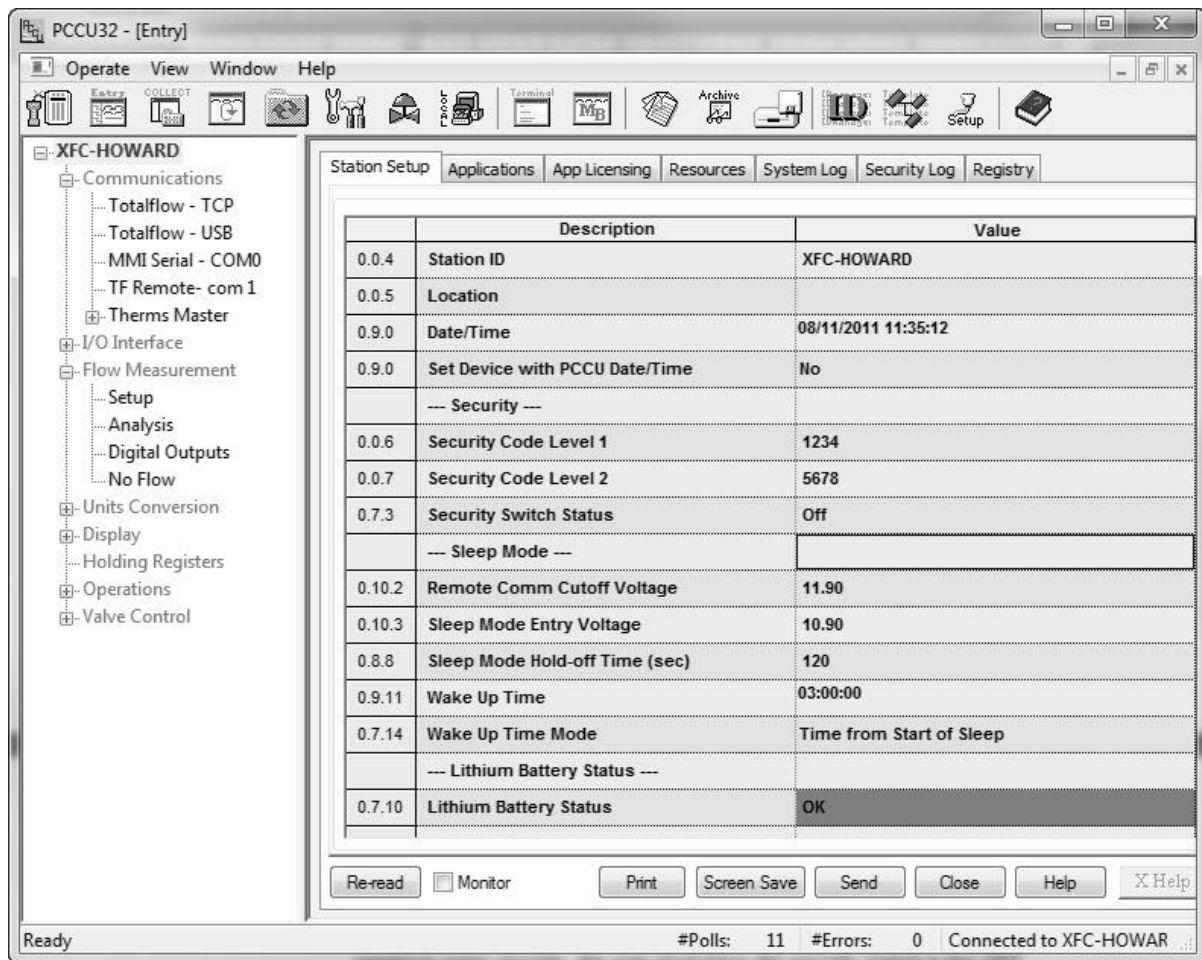 PCCU32 - [Entry]
Operate View Window Help
Entry COLLECT Terminal MB Archive ID Setup
XFC-HOWARD
Communications
Totalflow - TCP
Totalflow - USB
MMI Serial - COM0
TF Remote- com 1
Therms Master
I/O Interface
Flow Measurement
Setup
Analysis
Digital Outputs
No Flow
Units Conversion
Display
Holding Registers
Operations
Valve Control
Station Setup Applications App Licensing Resources System Log Security Log Registry
Description Value
0.0.4 Station ID XFC-HOWARD
0.0.5 Location
0.9.0 Date/Time 08/11/2011 11:35:12
0.9.0 Set Device with PCCU Date/Time No
--- Security ---
0.0.6 Security Code Level 1 1234
0.0.7 Security Code Level 2 5678
0.7.3 Security Switch Status Off
--- Sleep Mode ---
0.10.2 Remote Comm Cutoff Voltage 11.90
0.10.3 Sleep Mode Entry Voltage 10.90
0.8.8 Sleep Mode Hold-off Time (sec) 120
0.9.11 Wake Up Time 03:00:00
0.7.14 Wake Up Time Mode Time from Start of Sleep
--- Lithium Battery Status ---
0.7.10 Lithium Battery Status OK
Re-read Monitor Print Screen Save Send Close Help X Help
Ready #Polls: 11 #Errors: 0 Connected to XFC-HOWAR